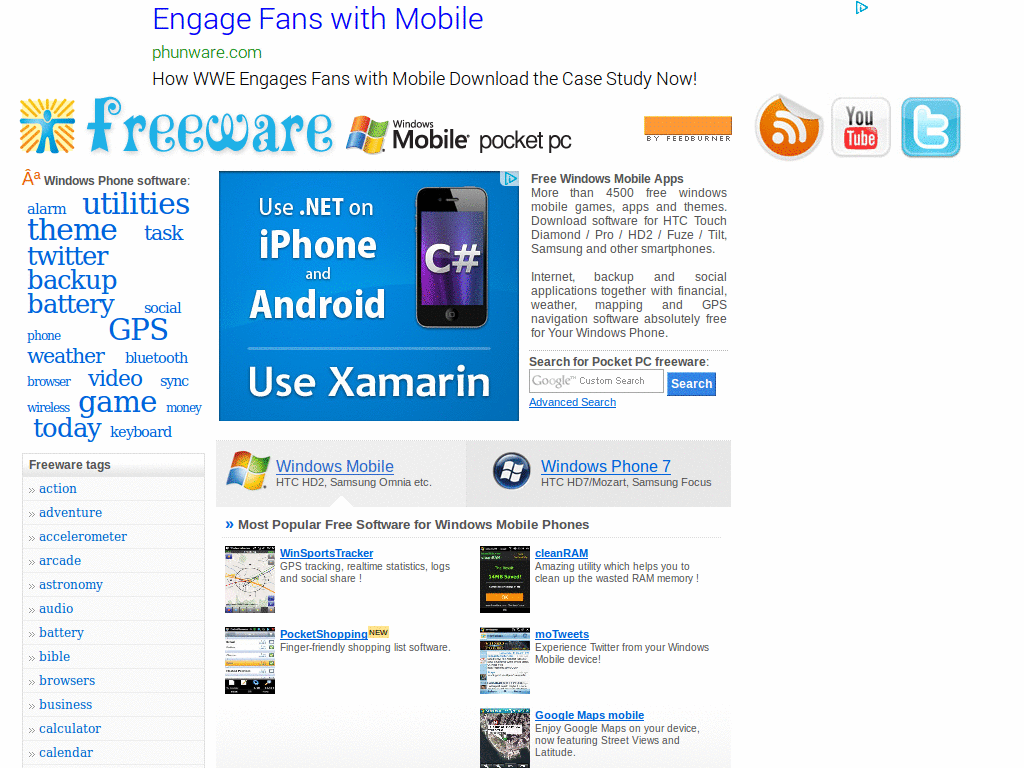 Engage Fans with Mobile
phunware.com
How WWE Engages Fans with Mobile Download the Case Study Now!
freeware
Windows
Mobile® pocket pc
BY FEEDBURNER
You
Tube
Âª Windows Phone software:
alarm utilities
theme task
twitter
backup
battery social
phone GPS
weather bluetooth
browser video sync
wireless game money
today keyboard
Use .NET on
iPhone
and
Android
C#
Use Xamarin
Free Windows Mobile Apps
More than 4500 free windows
mobile games, apps and themes.
Download software for HTC Touch
Diamond / Pro / HD2 / Fuze / Tilt,
Samsung and other smartphones.
Internet, backup and social
applications together with financial,
weather, mapping and GPS
navigation software absolutely free
for Your Windows Phone.
Search for Pocket PC freeware:
Google™ Custom Search
Search
Advanced Search
Freeware tags
action
adventure
accelerometer
arcade
astronomy
audio
battery
bible
browsers
business
calculator
calendar
Windows Mobile
HTC HD2, Samsung Omnia etc.
Windows Phone 7
HTC HD7/Mozart, Samsung Focus
» Most Popular Free Software for Windows Mobile Phones
WinSportsTracker
GPS tracking, realtime statistics, logs
and social share !
cleanRAM
Amazing utility which helps you to
clean up the wasted RAM memory !
14MB Saved!
PocketShopping NEW
Finger-friendly shopping list software.
moTweets
Experience Twitter from your Windows
Mobile device!
Google Maps mobile
Enjoy Google Maps on your device,
now featuring Street Views and
Latitude.